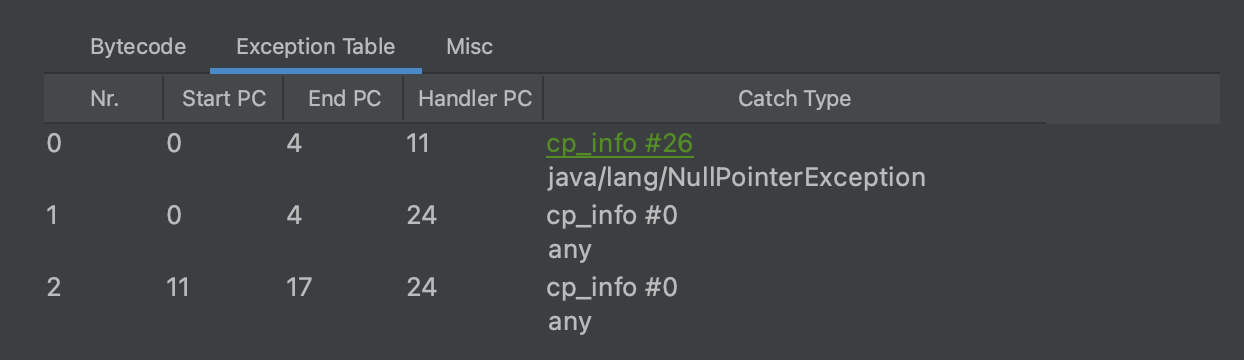 Bytecode Exception Table Misc
Nr. Start PC End PC Handler PC Catch Type
0 0 4 11 cp_info #26
java/lang/NullPointerException
1 0 4 24 cp_info #0
any
2 11 17 24 cp_info #0
any